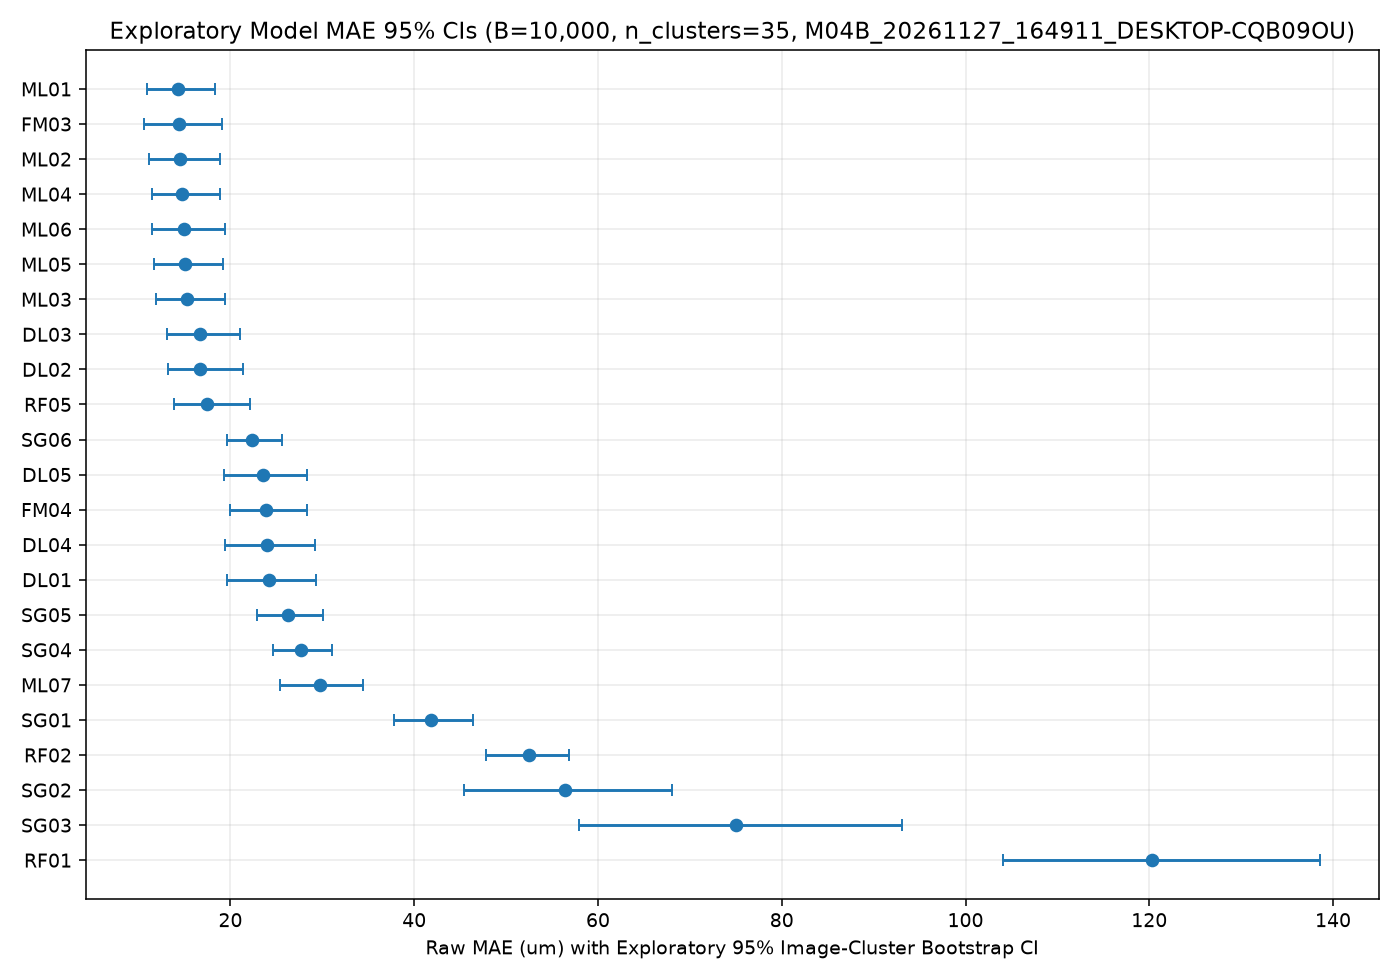 Exploratory Model MAE 95% CIs (B=10,000, n_clusters=35, M04B_20261127_164911_DESKTOP-CQB09OU)
ML01
FM03
ML02
ML04
ML06
ML05
ML03
DL03
DL02
RF05
SG06
DL05
FM04
DL04
DL01
SG05
SG04
ML07
SG01
RF02
SG02
SG03
RF01
20 40 60 80 100 120 140
Raw MAE (um) with Exploratory 95% Image-Cluster Bootstrap CI